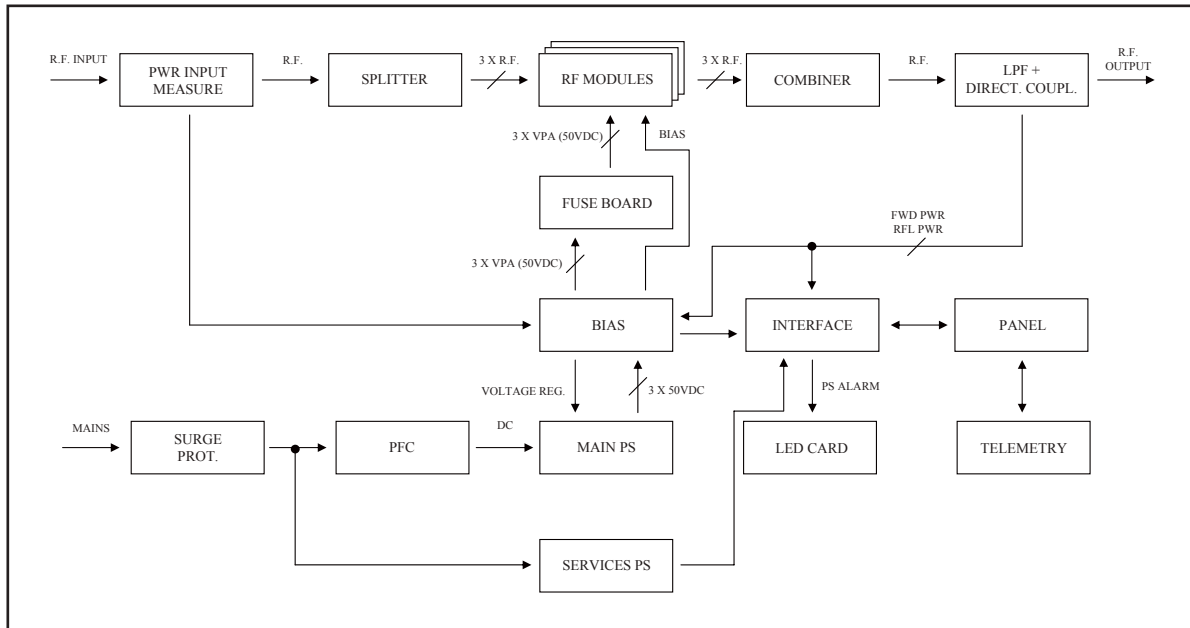 R.F. INPUT
PWR INPUT
MEASURE
R.F.
SPLITTER
3 X R.F.
RF MODULES
3 X R.F.
COMBINER
R.F.
LPF +
DIRECT. COUPL.
R.F.
OUTPUT
3 X VPA (50VDC)
BIAS
FUSE BOARD
FWD PWR
RFL PWR
3 X VPA (50VDC)
BIAS
INTERFACE
PANEL
VOLTAGE REG.
3 X 50VDC
PS ALARM
MAINS
SURGE
PROT.
PFC
DC
MAIN PS
LED CARD
TELEMETRY
SERVICES PS